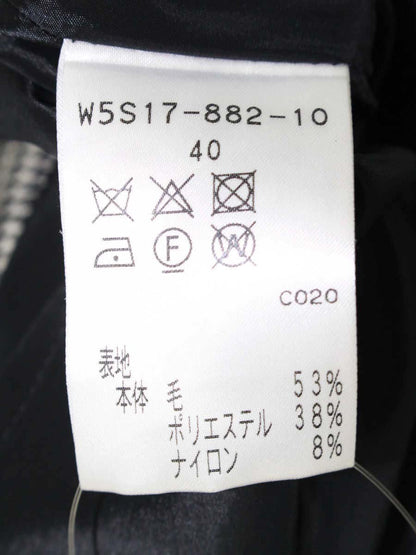 W5S17-882-10
40
F
W
C020
表地
本体 毛 53%
ポリエステル 38%
ナイロン 8%